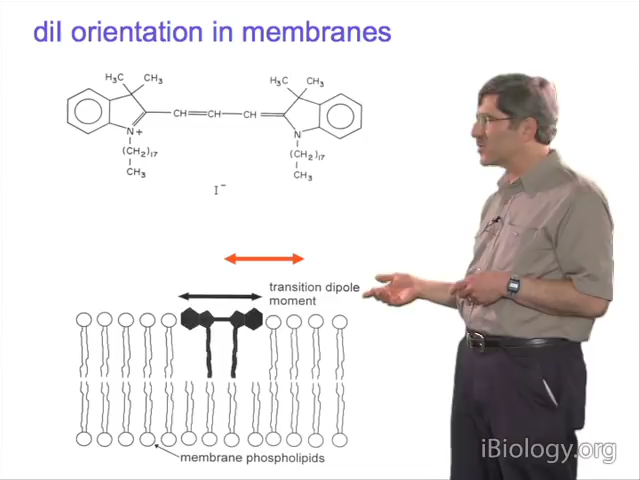 diI orientation in membranes
H₃C CH₃ H₃C CH₃
CH CH CH
N+ N
(CH₂)₁₇ (CH₂)₁₇
CH₃ CH₃
I⁻
transition dipole
moment
membrane phospholipids
iBiology.org